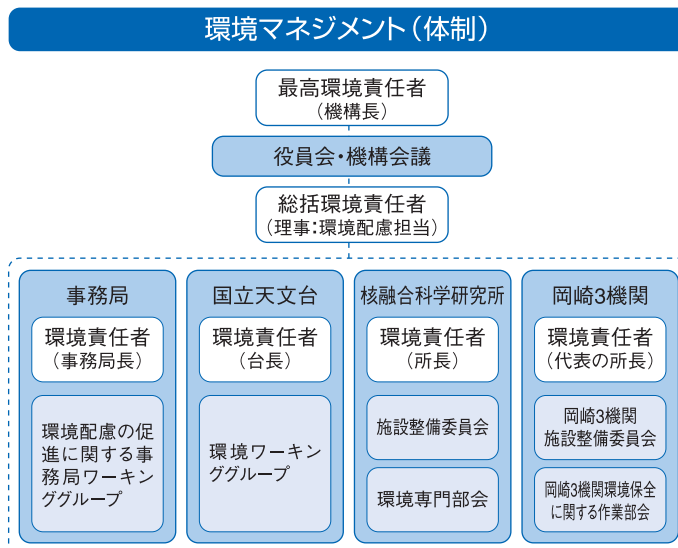 環境マネジメント（体制）
最高環境責任者
（機構長）
役員会・機構会議
総括環境責任者
（理事：環境配慮担当）
事務局
環境責任者
（事務局長）
環境配慮の促
進に関する事
務局ワーキン
ググループ
国立天文台
環境責任者
（台長）
環境ワーキン
ググループ
核融合科学研究所
環境責任者
（所長）
施設整備委員会
環境専門部会
岡崎3機関
環境責任者
（代表の所長）
岡崎3機関
施設整備委員会
岡崎3機関環境保全
に関する作業部会